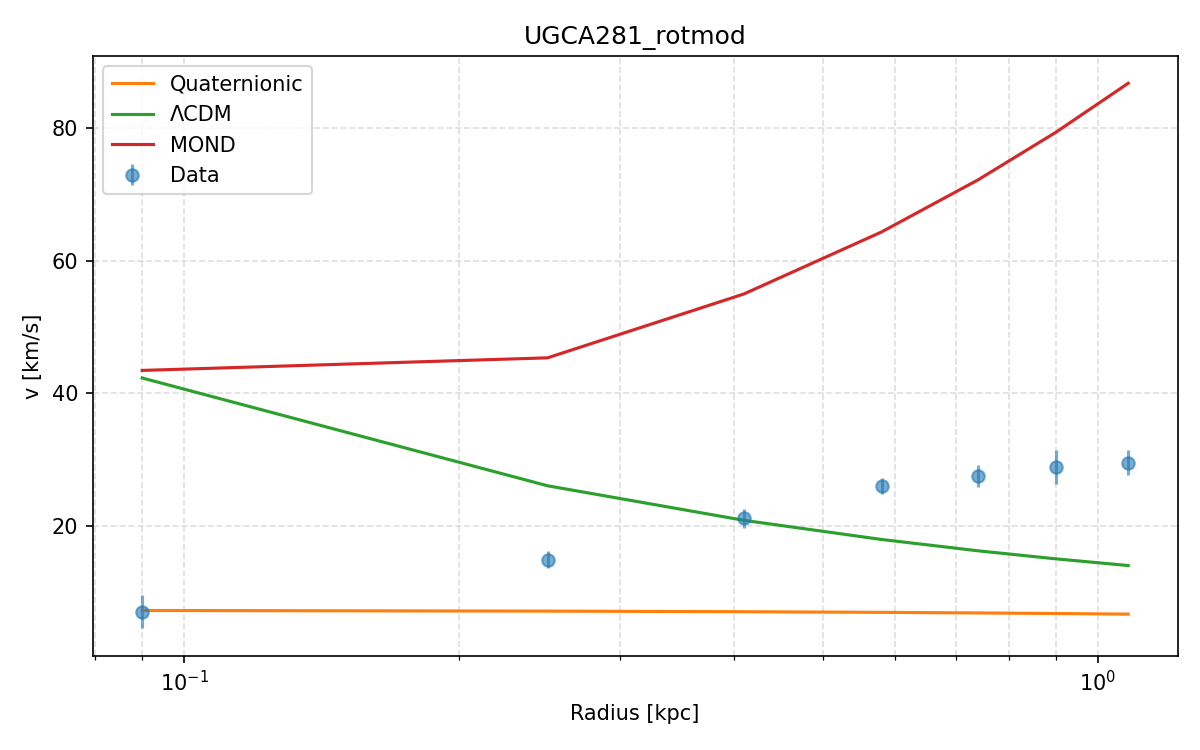 UGCA281_rotmod
Quaternionic
ΛCDM
MOND
Data
v [km/s]
80
60
40
20
10⁻¹
10⁰
Radius [kpc]